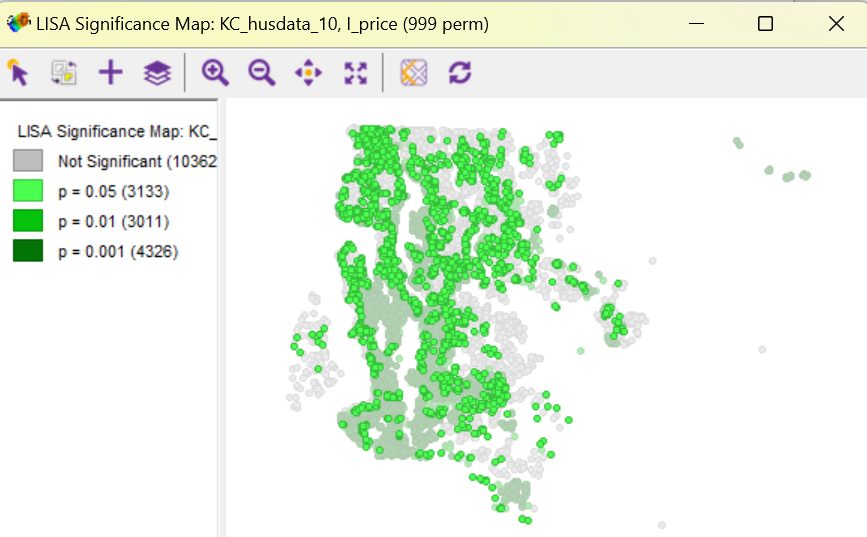 LISA Significance Map: KC_husdata_10, I_price (999 perm)
LISA Significance Map: KC_
Not Significant (10362
p = 0.05 (3133)
p = 0.01 (3011)
p = 0.001 (4326)